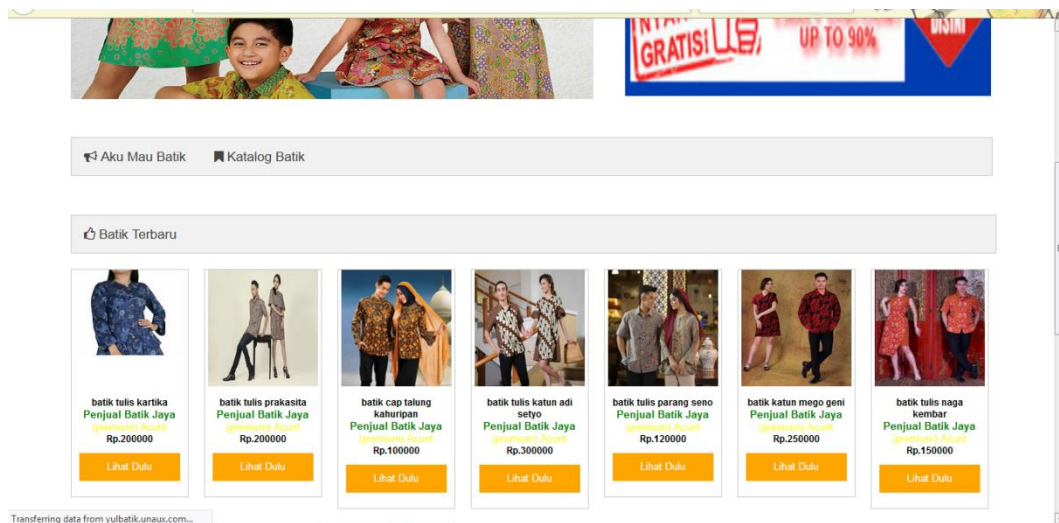 GRATIS!
UP TO 90%
DISINI
Aku Mau Batik
Katalog Batik
Batik Terbaru
batik tulis kartika
Penjual Batik Jaya
(premium) Acunt
Rp.200000
Lihat Dulu
batik tulis prakasita
Penjual Batik Jaya
(premium) Acunt
Rp.200000
Lihat Dulu
batik cap talung
kahuripan
Penjual Batik Jaya
(premium) Acunt
Rp.100000
Lihat Dulu
batik tulis katun adi
setyo
Penjual Batik Jaya
(premium) Acunt
Rp.300000
Lihat Dulu
batik tulis parang seno
Penjual Batik Jaya
(premium) Acunt
Rp.120000
Lihat Dulu
batik katun mego geni
Penjual Batik Jaya
(premium) Acunt
Rp.250000
Lihat Dulu
batik tulis naga
kembar
Penjual Batik Jaya
(premium) Acunt
Rp.150000
Lihat Dulu
Transferring data from yulbatik.unaux.com...